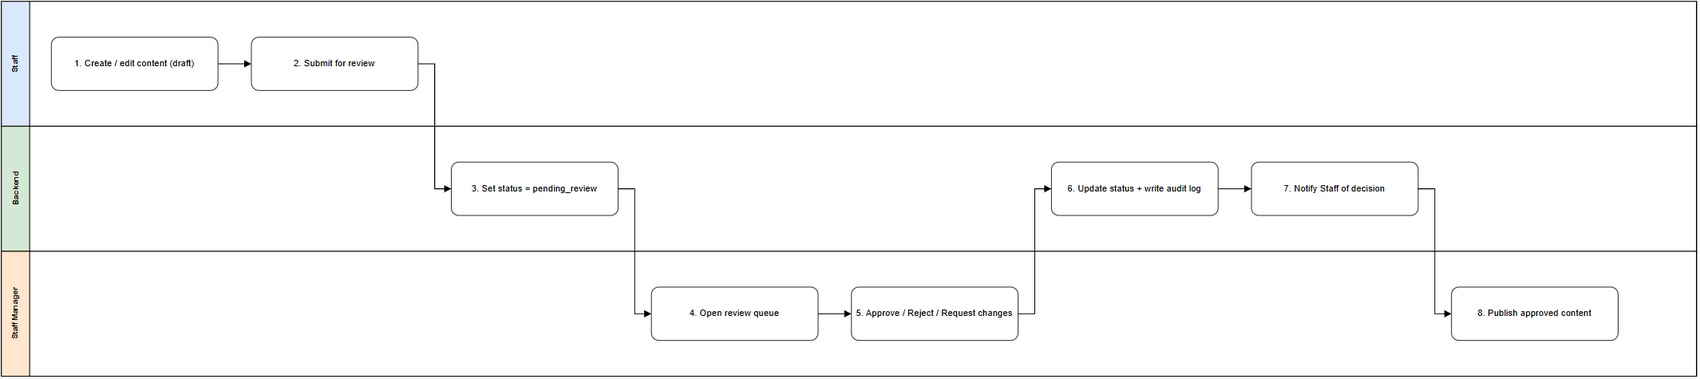 Staff
1. Create / edit content (draft)
2. Submit for review
Backend
3. Set status = pending_review
6. Update status + write audit log
7. Notify Staff of decision
Staff Manager
4. Open review queue
5. Approve / Reject / Request changes
8. Publish approved content